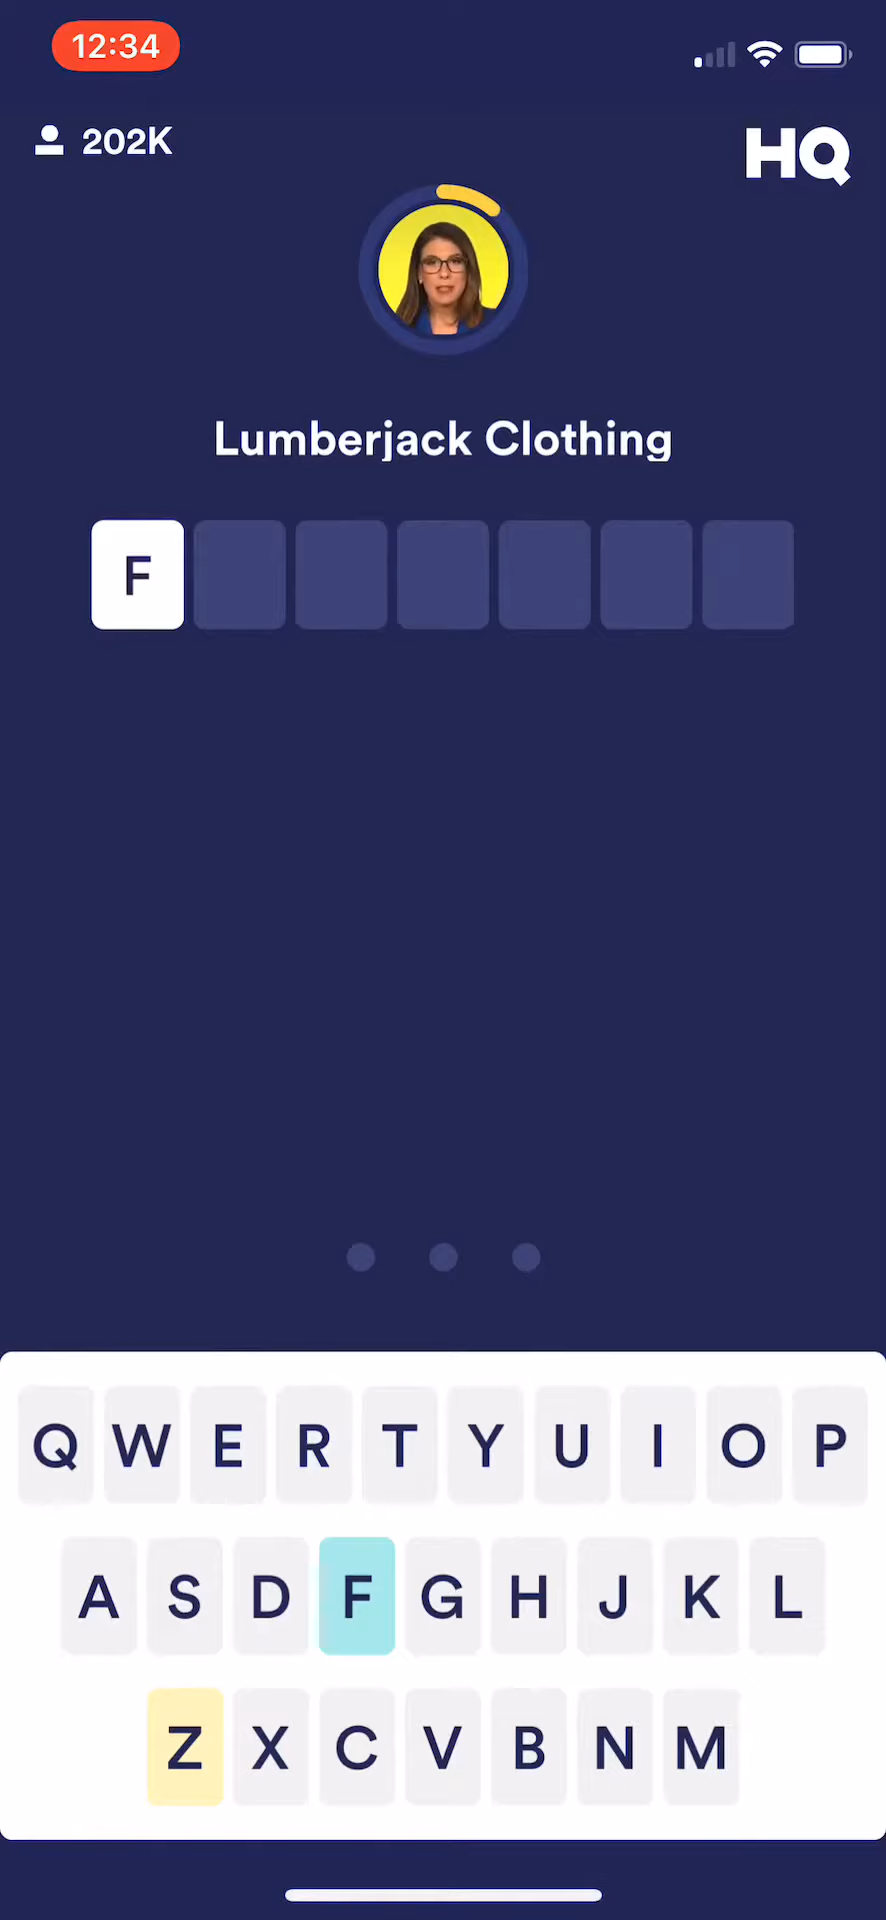 12:34
202K
HQ
Lumberjack Clothing
F
Q W E R T Y U I O P
A S D F G H J K L
Z X C V B N M